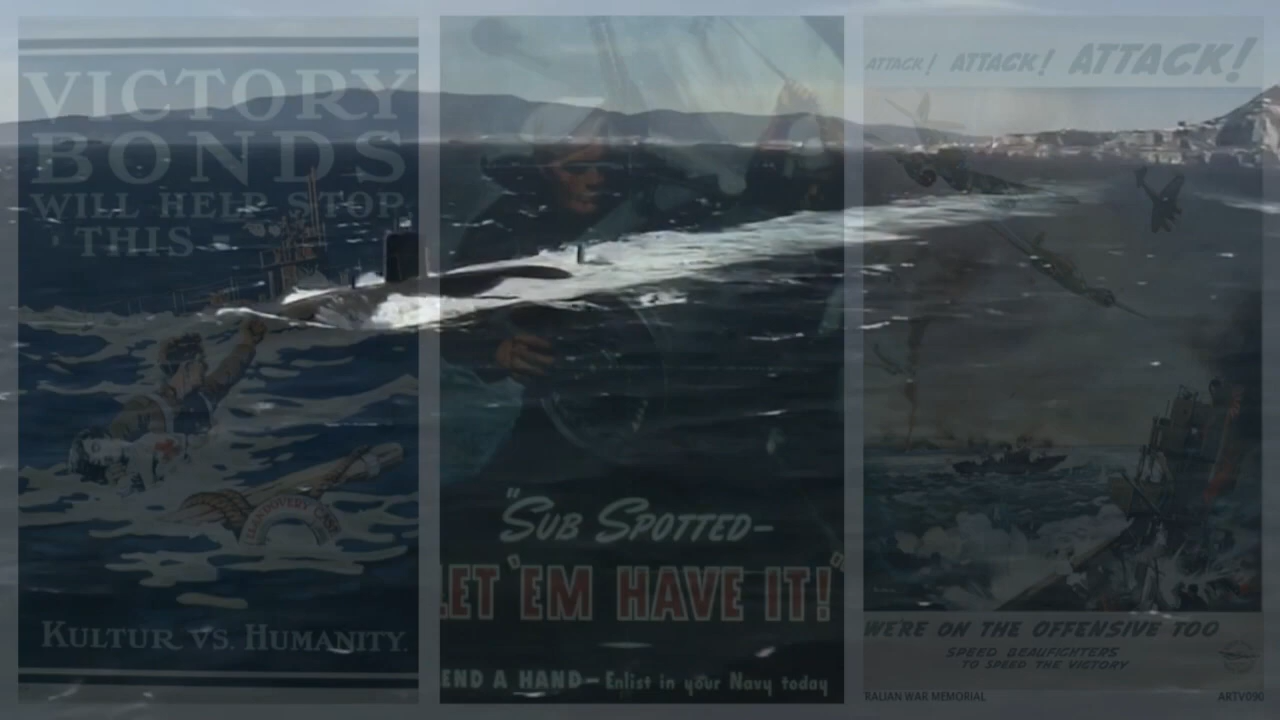 VICTORY
BONDS
WILL HELP STOP
THIS -
LLANDOVERY CASTLE
KULTUR VS. HUMANITY.
"SUB SPOTTED-
LET 'EM HAVE IT!"
END A HAND- Enlist in your Navy today
ATTACK! ATTACK! ATTACK!
WE'RE ON THE OFFENSIVE TOO
SPEED BEAUFIGHTERS
TO SPEED THE VICTORY
RALIAN WAR MEMORIAL
ARTV090